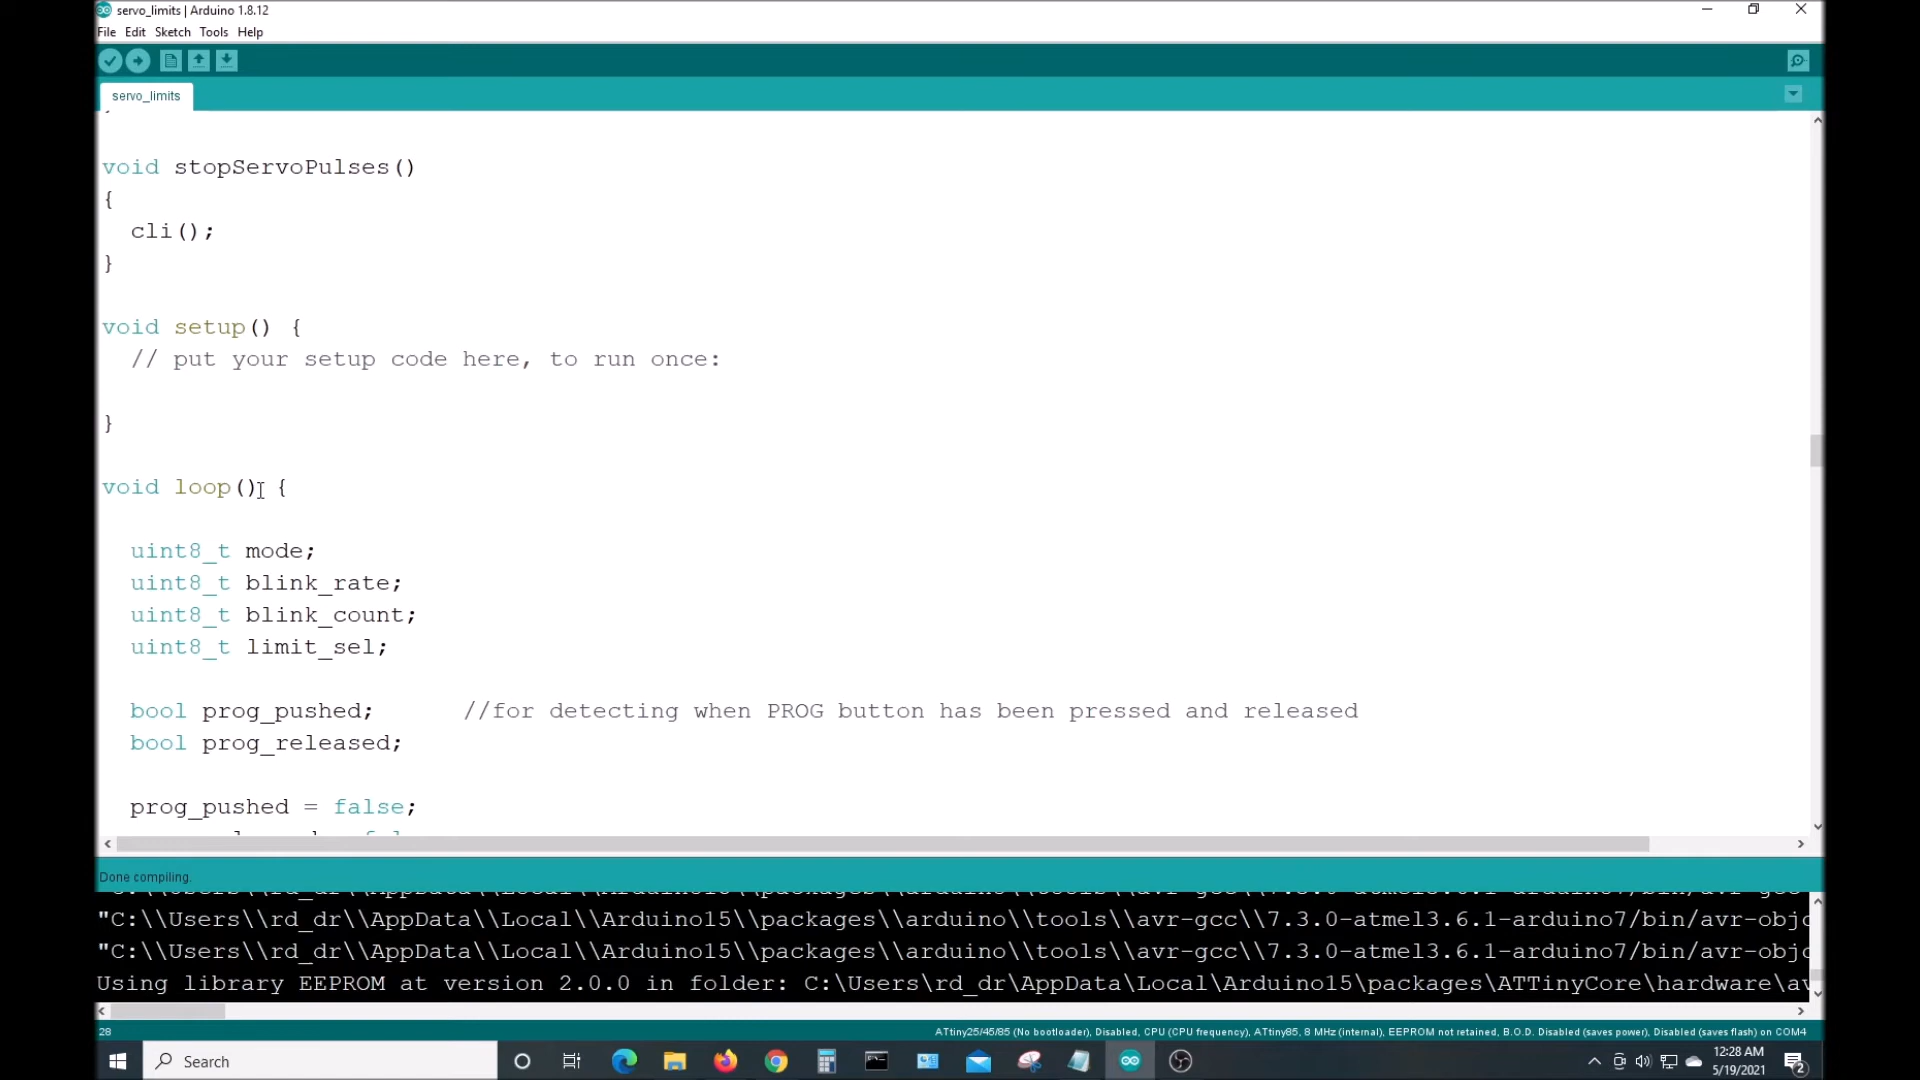 servo_limits | Arduino 1.8.12
File Edit Sketch Tools Help
servo_limits
void stopServoPulses()
{
cli();
}
void setup() {
// put your setup code here, to run once:
}
void loop() {
uint8_t mode;
uint8_t blink_rate;
uint8_t blink_count;
uint8_t limit_sel;
bool prog_pushed; //for detecting when PROG button has been pressed and released
bool prog_released;
prog_pushed = false;
Done compiling.
"C:\\Users\\rd_dr\\AppData\\Local\\Arduino15\\packages\\arduino\\tools\\avr-gcc\\7.3.0-atmel3.6.1-arduino7/bin/avr-objc
"C:\\Users\\rd_dr\\AppData\\Local\\Arduino15\\packages\\arduino\\tools\\avr-gcc\\7.3.0-atmel3.6.1-arduino7/bin/avr-objc
Using library EEPROM at version 2.0.0 in folder: C:\Users\rd_dr\AppData\Local\Arduino15\packages\ATTinyCore\hardware\av
28 ATtiny25/45/85 (No bootloader), Disabled, CPU (CPU frequency), ATtiny85, 8 MHz (internal), EEPROM not retained, B.O.D. Disabled (saves power), Disabled (saves flash) on COM4
Search
12:28 AM
5/19/2021
2